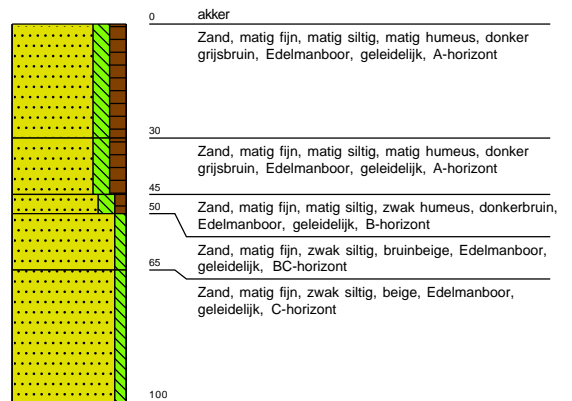 0 akker
Zand, matig fijn, matig siltig, matig humeus, donker
grijsbruin, Edelmanboor, geleidelijk, A-horizont
30
Zand, matig fijn, matig siltig, matig humeus, donker
grijsbruin, Edelmanboor, geleidelijk, A-horizont
45
50
Zand, matig fijn, matig siltig, zwak humeus, donkerbruin,
Edelmanboor, geleidelijk, B-horizont
Zand, matig fijn, zwak siltig, bruinbeige, Edelmanboor,
geleidelijk, BC-horizont
65
Zand, matig fijn, zwak siltig, beige, Edelmanboor,
geleidelijk, C-horizont
100